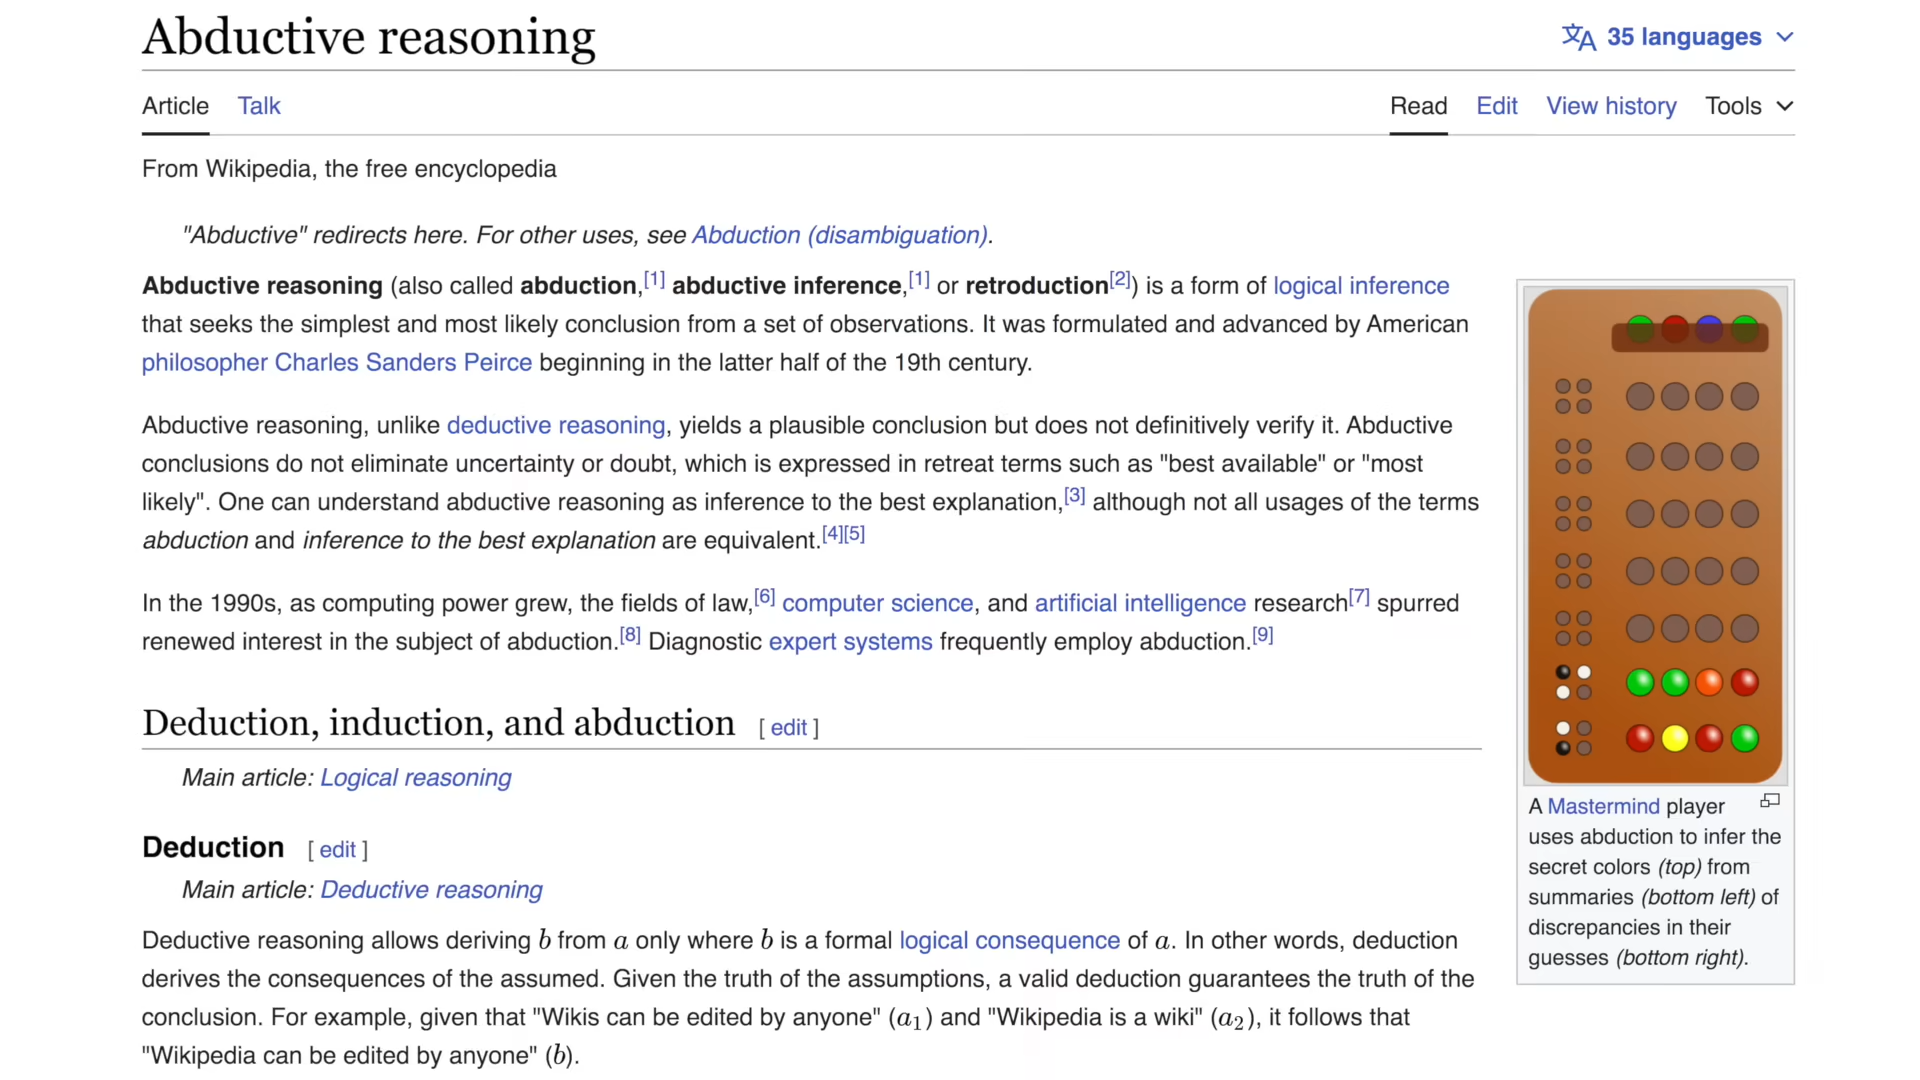 Abductive reasoning
35 languages
Article Talk
Read Edit View history Tools
From Wikipedia, the free encyclopedia
"Abductive" redirects here. For other uses, see Abduction (disambiguation).
Abductive reasoning (also called abduction,[1] abductive inference,[1] or retroduction[2]) is a form of logical inference
that seeks the simplest and most likely conclusion from a set of observations. It was formulated and advanced by American
philosopher Charles Sanders Peirce beginning in the latter half of the 19th century.
Abductive reasoning, unlike deductive reasoning, yields a plausible conclusion but does not definitively verify it. Abductive
conclusions do not eliminate uncertainty or doubt, which is expressed in retreat terms such as "best available" or "most
likely". One can understand abductive reasoning as inference to the best explanation,[3] although not all usages of the terms
abduction and inference to the best explanation are equivalent.[4][5]
In the 1990s, as computing power grew, the fields of law,[6] computer science, and artificial intelligence research[7] spurred
renewed interest in the subject of abduction.[8] Diagnostic expert systems frequently employ abduction.[9]
Deduction, induction, and abduction [ edit ]
Main article: Logical reasoning
Deduction [ edit ]
Main article: Deductive reasoning
Deductive reasoning allows deriving b from a only where b is a formal logical consequence of a. In other words, deduction
derives the consequences of the assumed. Given the truth of the assumptions, a valid deduction guarantees the truth of the
conclusion. For example, given that "Wikis can be edited by anyone" (a₁) and "Wikipedia is a wiki" (a₂), it follows that
"Wikipedia can be edited by anyone" (b).
A Mastermind player
uses abduction to infer the
secret colors (top) from
summaries (bottom left) of
discrepancies in their
guesses (bottom right).